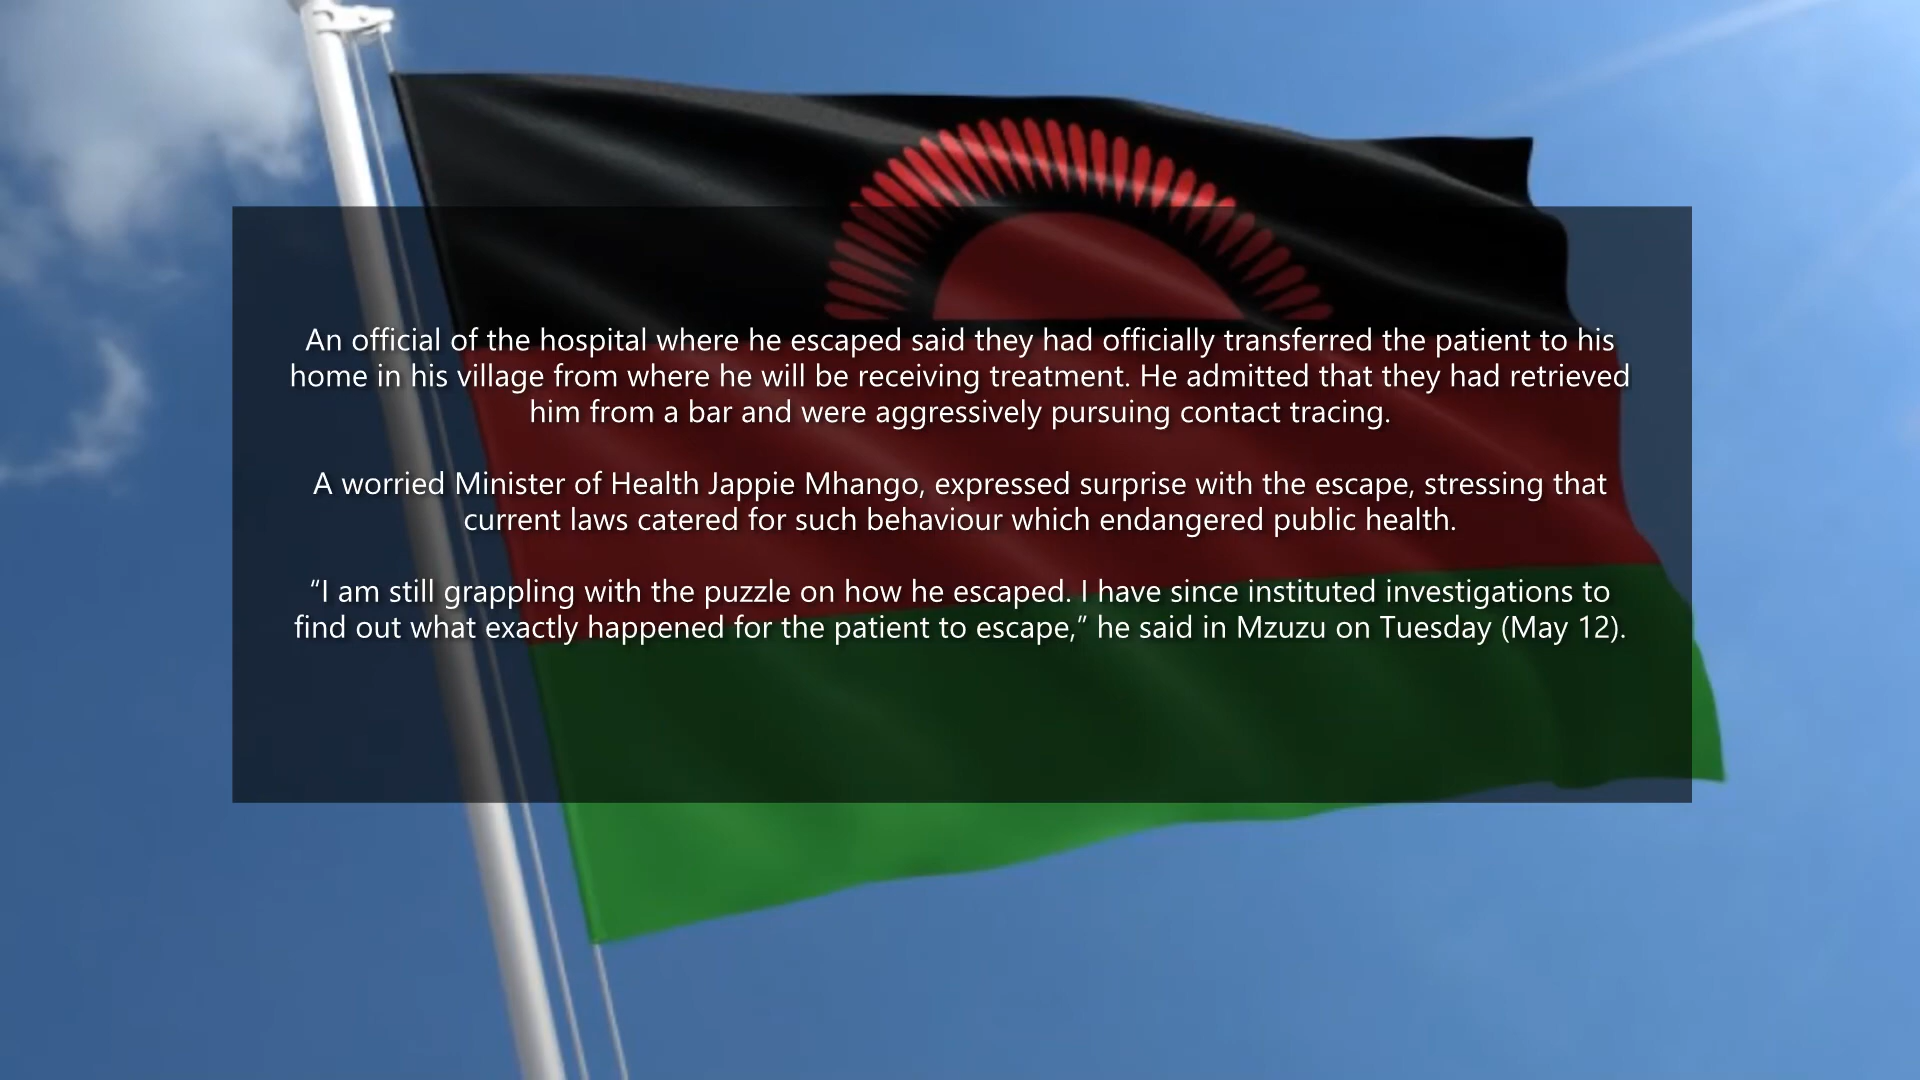 An official of the hospital where he escaped said they had officially transferred the patient to his
home in his village from where he will be receiving treatment. He admitted that they had retrieved
him from a bar and were aggressively pursuing contact tracing.
A worried Minister of Health Jappie Mhango, expressed surprise with the escape, stressing that
current laws catered for such behaviour which endangered public health.
“I am still grappling with the puzzle on how he escaped. I have since instituted investigations to
find out what exactly happened for the patient to escape,” he said in Mzuzu on Tuesday (May 12).